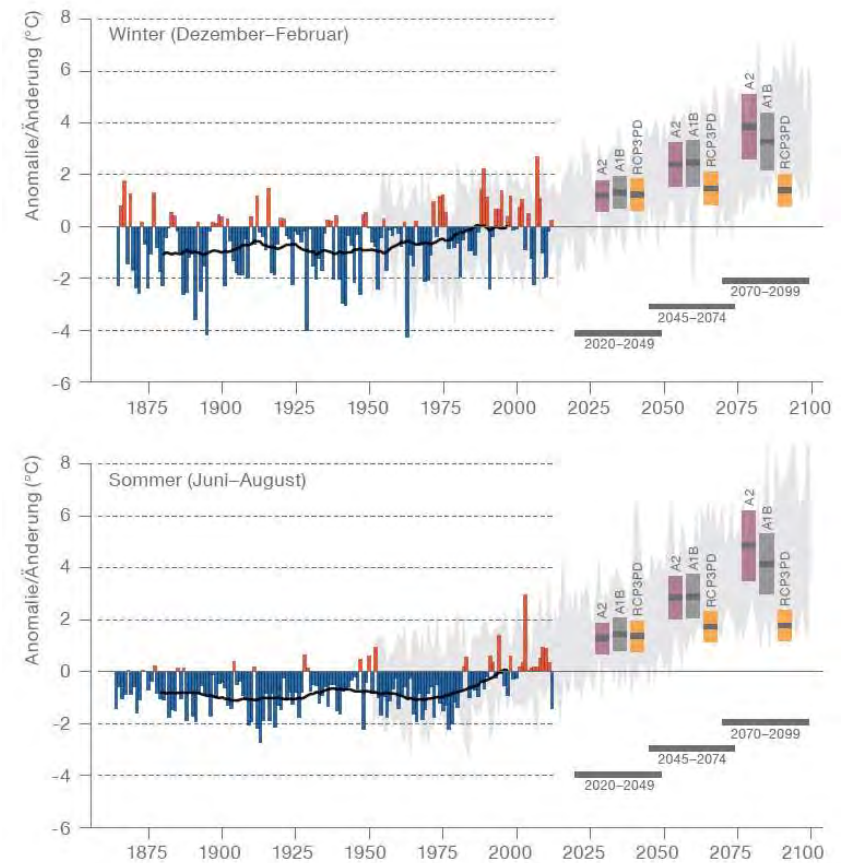 Anomalie/Änderung (°C)
Winter (Dezember–Februar)
8
6
4
2
0
-2
-4
-6
A2
A1B
RCP3PD
A2
A1B
RCP3PD
A2
A1B
RCP3PD
2070–2099
2045–2074
2020–2049
1875 1900 1925 1950 1975 2000 2025 2050 2075 2100
Anomalie/Änderung (°C)
Sommer (Juni–August)
8
6
4
2
0
-2
-4
-6
A2
A1B
RCP3PD
A2
A1B
RCP3PD
A2
A1B
RCP3PD
2070–2099
2045–2074
2020–2049
1875 1900 1925 1950 1975 2000 2025 2050 2075 2100